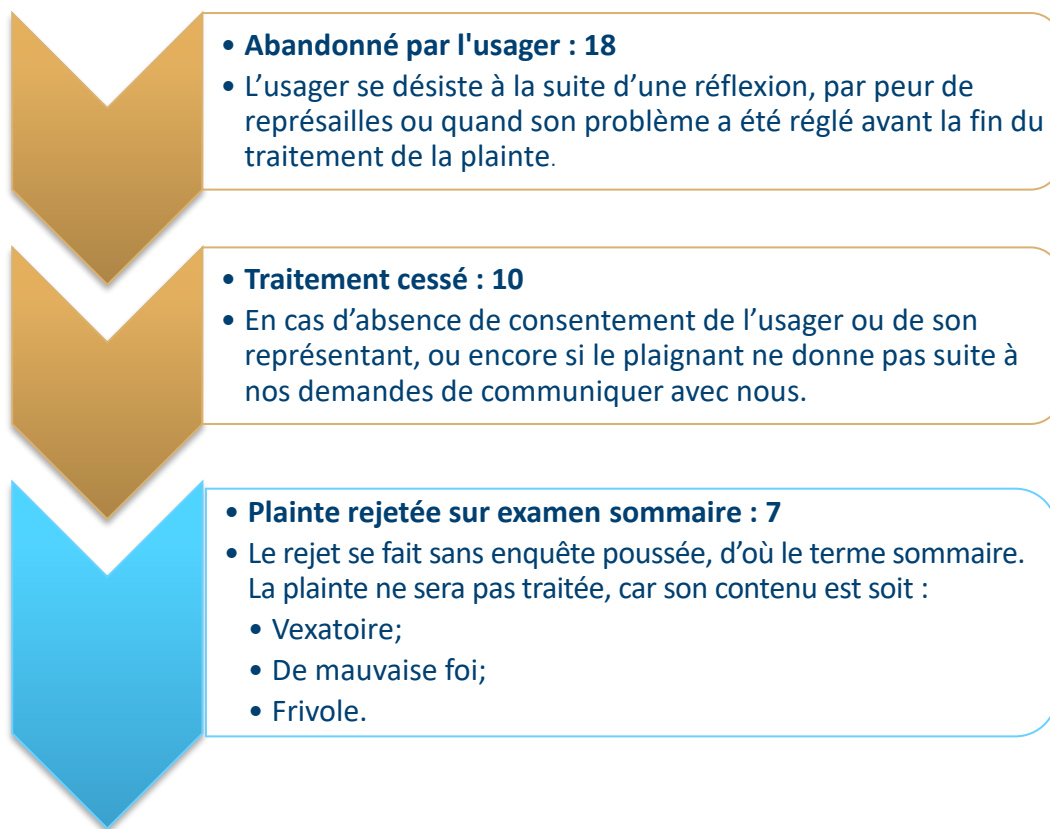 • Abandonné par l'usager : 18
• L’usager se désiste à la suite d’une réflexion, par peur de
représailles ou quand son problème a été réglé avant la fin du
traitement de la plainte.
• Traitement cessé : 10
• En cas d’absence de consentement de l’usager ou de son
représentant, ou encore si le plaignant ne donne pas suite à
nos demandes de communiquer avec nous.
• Plainte rejetée sur examen sommaire : 7
• Le rejet se fait sans enquête poussée, d’où le terme sommaire.
La plainte ne sera pas traitée, car son contenu est soit :
• Vexatoire;
• De mauvaise foi;
• Frivole.